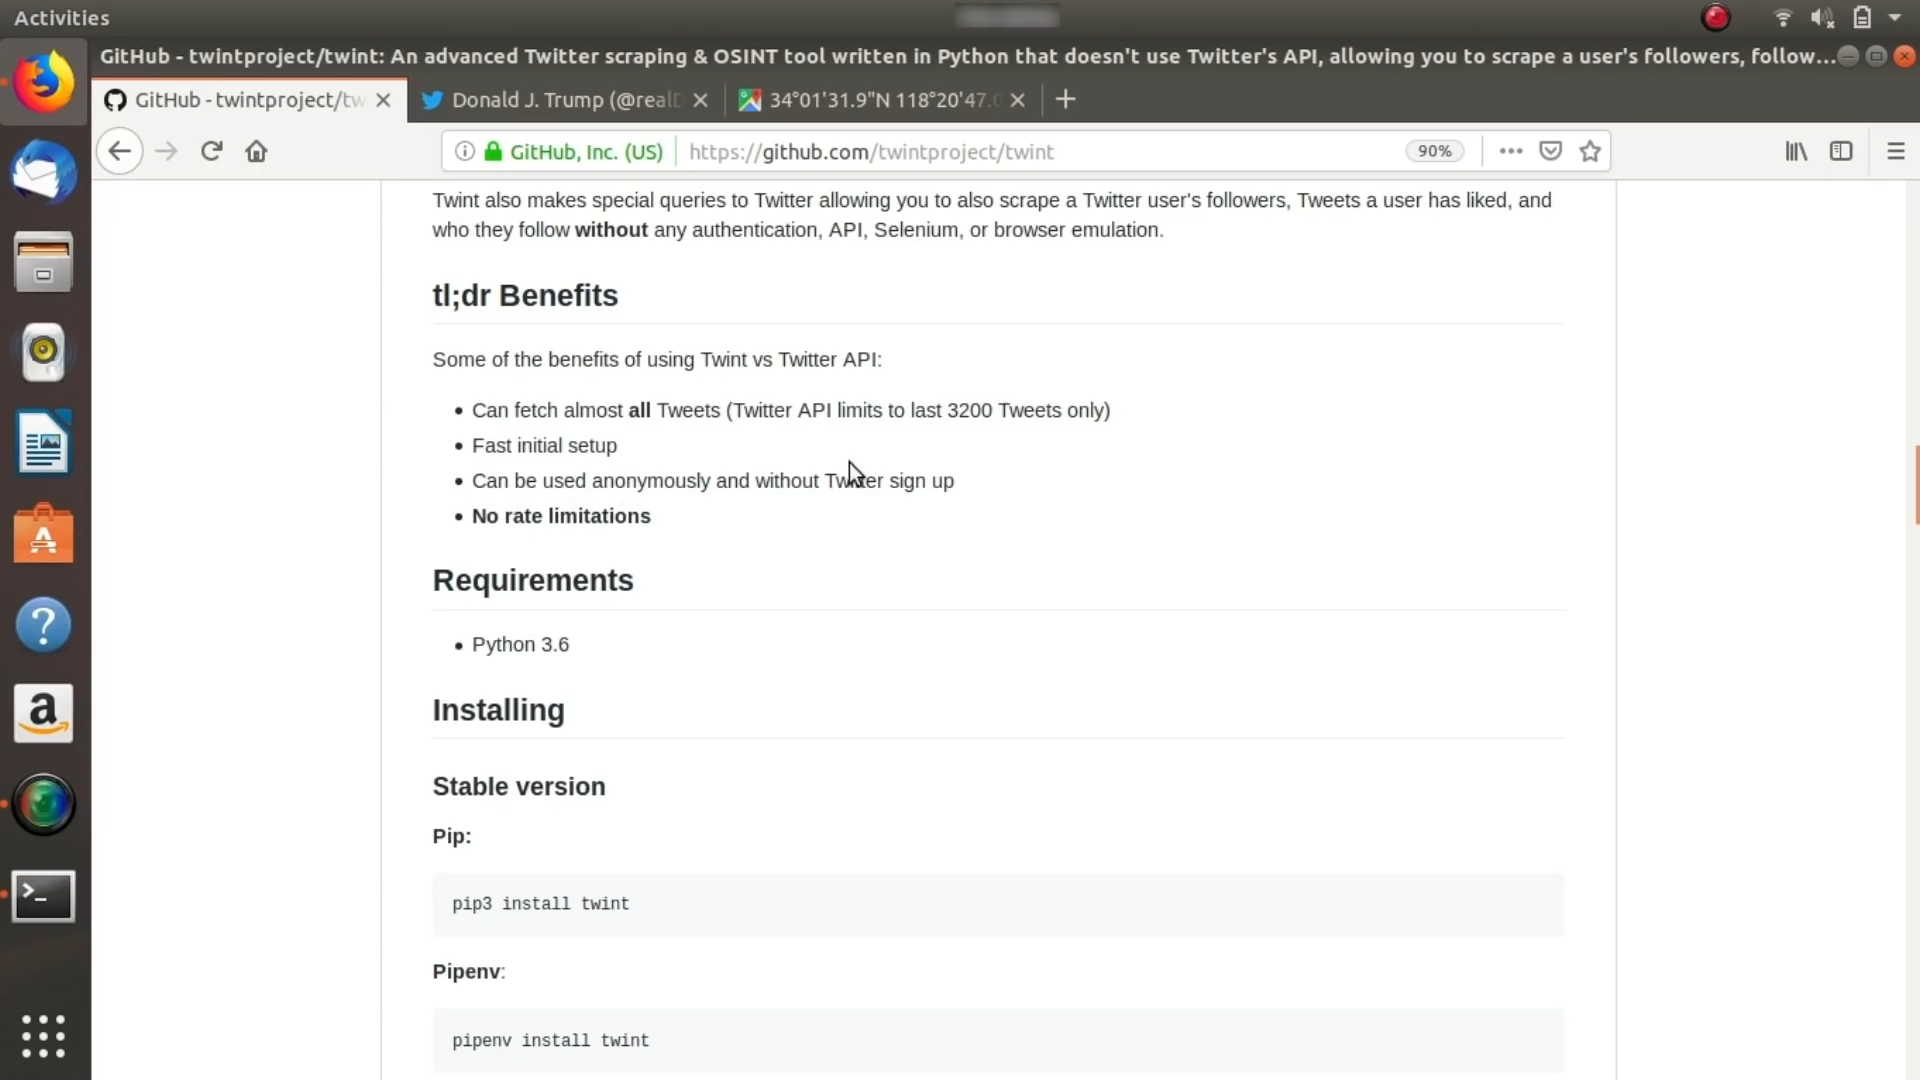 Activities
GitHub - twintproject/twint: An advanced Twitter scraping & OSINT tool written in Python that doesn't use Twitter's API, allowing you to scrape a user's followers, follow...
GitHub - twintproject/tw
Donald J. Trump (@realD
34°01'31.9"N 118°20'47.0
GitHub, Inc. (US)
https://github.com/twintproject/twint
90%
Twint also makes special queries to Twitter allowing you to also scrape a Twitter user's followers, Tweets a user has liked, and
who they follow without any authentication, API, Selenium, or browser emulation.
tl;dr Benefits
Some of the benefits of using Twint vs Twitter API:
• Can fetch almost all Tweets (Twitter API limits to last 3200 Tweets only)
• Fast initial setup
• Can be used anonymously and without Twitter sign up
• No rate limitations
Requirements
• Python 3.6
Installing
Stable version
Pip:
pip3 install twint
Pipenv:
pipenv install twint